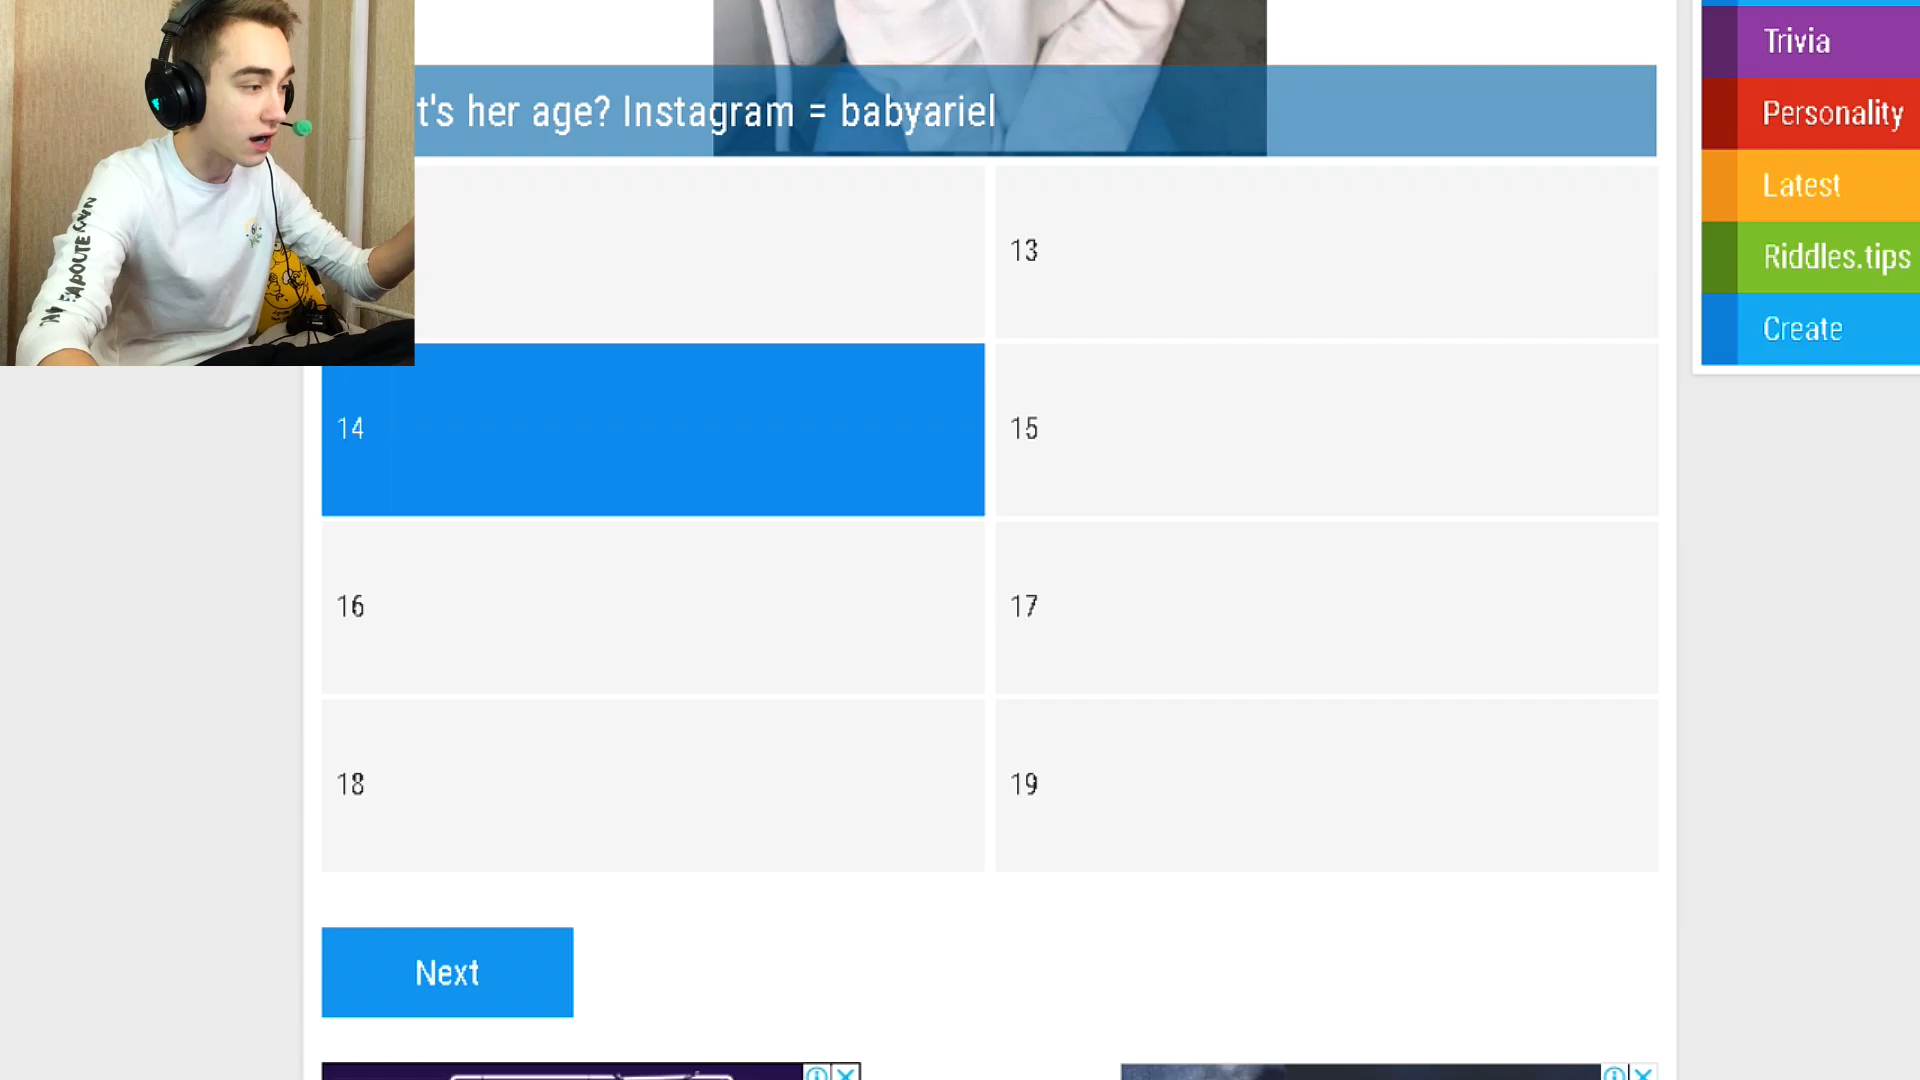 t's her age? Instagram = babyariel
13
14
15
16
17
18
19
Next
Trivia
Personality
Latest
Riddles.tips
Create